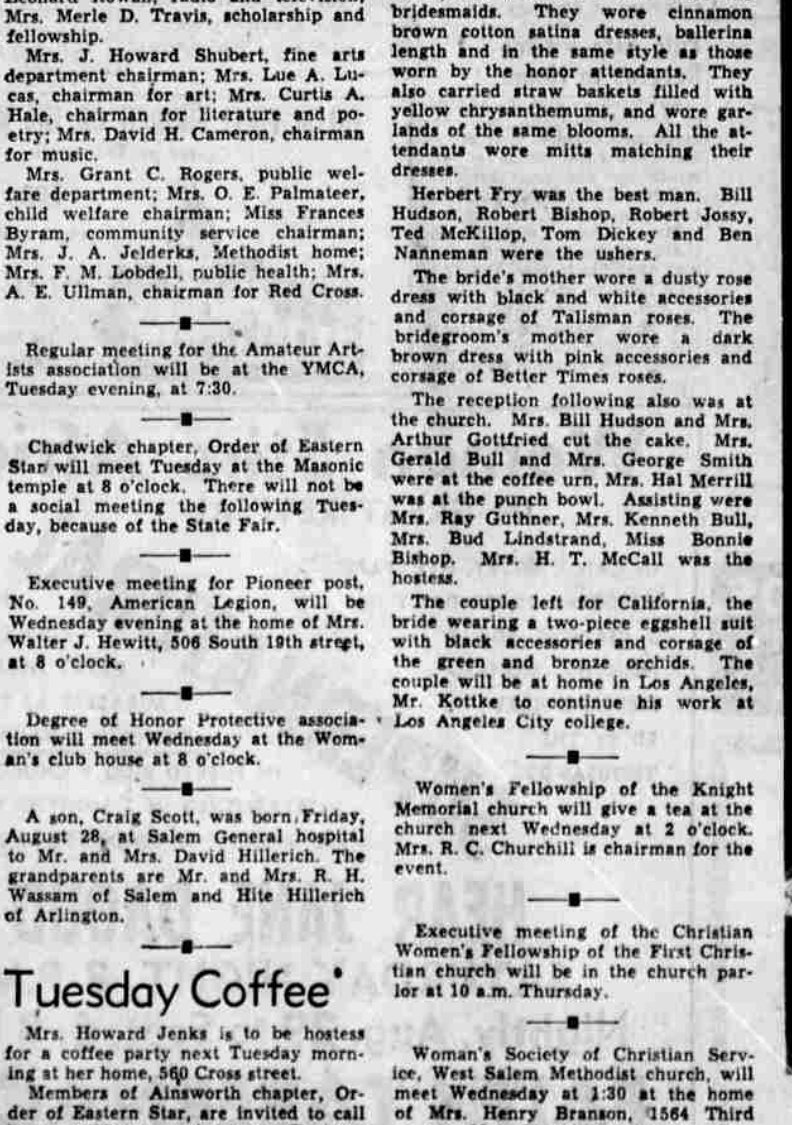 Mrs. Merle D. Travis, scholarship and
fellowship.
Mrs. J. Howard Shubert, fine arts
department chairman; Mrs. Lue A. Lu-
cas, chairman for art; Mrs. Curtis A.
Hale, chairman for literature and po-
etry; Mrs. David H. Cameron, chairman
for music.
Mrs. Grant C. Rogers, public wel-
fare department; Mrs. O. E. Palmateer,
child welfare chairman; Miss Frances
Byram, community service chairman;
Mrs. J. A. Jelderks, Methodist home;
Mrs. F. M. Lobdell, public health; Mrs.
A. E. Ullman, chairman for Red Cross.
Regular meeting for the Amateur Art-
ists association will be at the YMCA,
Tuesday evening, at 7:30.
Chadwick chapter, Order of Eastern
Star will meet Tuesday at the Masonic
temple at 8 o'clock. There will not be
a social meeting the following Tues-
day, because of the State Fair.
Executive meeting for Pioneer post,
No. 149, American Legion, will be
Wednesday evening at the home of Mrs.
Walter J. Hewitt, 506 South 19th street,
at 8 o'clock.
Degree of Honor Protective associa-
tion will meet Wednesday at the Wom-
an's club house at 8 o'clock.
A son, Craig Scott, was born Friday,
August 28, at Salem General hospital
to Mr. and Mrs. David Hillerich. The
grandparents are Mr. and Mrs. R. H.
Wassam of Salem and Hite Hillerich
of Arlington.
Tuesday Coffee
Mrs. Howard Jenks is to be hostess
for a coffee party next Tuesday morn-
ing at her home, 560 Cross street.
Members of Ainsworth chapter, Or-
der of Eastern Star, are invited to call
bridesmaids. They wore cinnamon
brown cotton satina dresses, ballerina
length and in the same style as those
worn by the honor attendants. They
also carried straw baskets filled with
yellow chrysanthemums, and wore gar-
lands of the same blooms. All the at-
tendants wore mitts matching their
dresses.
Herbert Fry was the best man. Bill
Hudson, Robert Bishop, Robert Jossy,
Ted McKillop, Tom Dickey and Ben
Nanneman were the ushers.
The bride's mother wore a dusty rose
dress with black and white accessories
and corsage of Talisman roses. The
bridegroom's mother wore a dark
brown dress with pink accessories and
corsage of Better Times roses.
The reception following also was at
the church. Mrs. Bill Hudson and Mrs.
Arthur Gottfried cut the cake. Mrs.
Gerald Bull and Mrs. George Smith
were at the coffee urn, Mrs. Hal Merrill
was at the punch bowl. Assisting were
Mrs. Ray Guthner, Mrs. Kenneth Bull,
Mrs. Bud Lindstrand, Miss Bonnie
Bishop. Mrs. H. T. McCall was the
hostess.
The couple left for California, the
bride wearing a two-piece eggshell suit
with black accessories and corsage of
the green and bronze orchids. The
couple will be at home in Los Angeles,
Mr. Kottke to continue his work at
Los Angeles City college.
Women's Fellowship of the Knight
Memorial church will give a tea at the
church next Wednesday at 2 o'clock.
Mrs. R. C. Churchill is chairman for the
event.
Executive meeting of the Christian
Women's Fellowship of the First Chris-
tian church will be in the church par-
lor at 10 a.m. Thursday.
Woman's Society of Christian Serv-
ice, West Salem Methodist church, will
meet Wednesday at 1:30 at the home
of Mrs. Henry Branson, 1564 Third